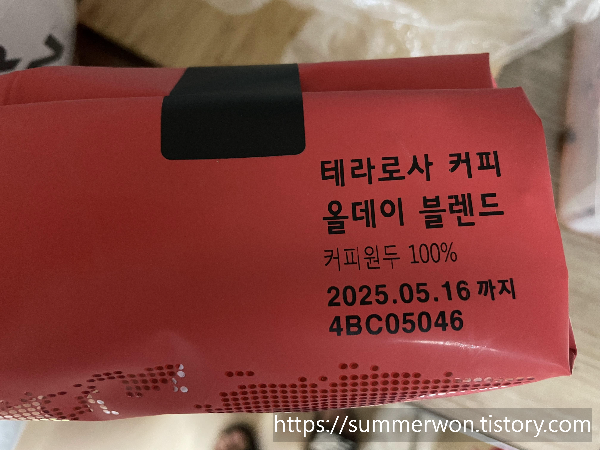 테라로사 커피
올데이 블렌드
커피원두 100%
2025.05.16 까지
4BC05046
https://summerwon.tistory.com